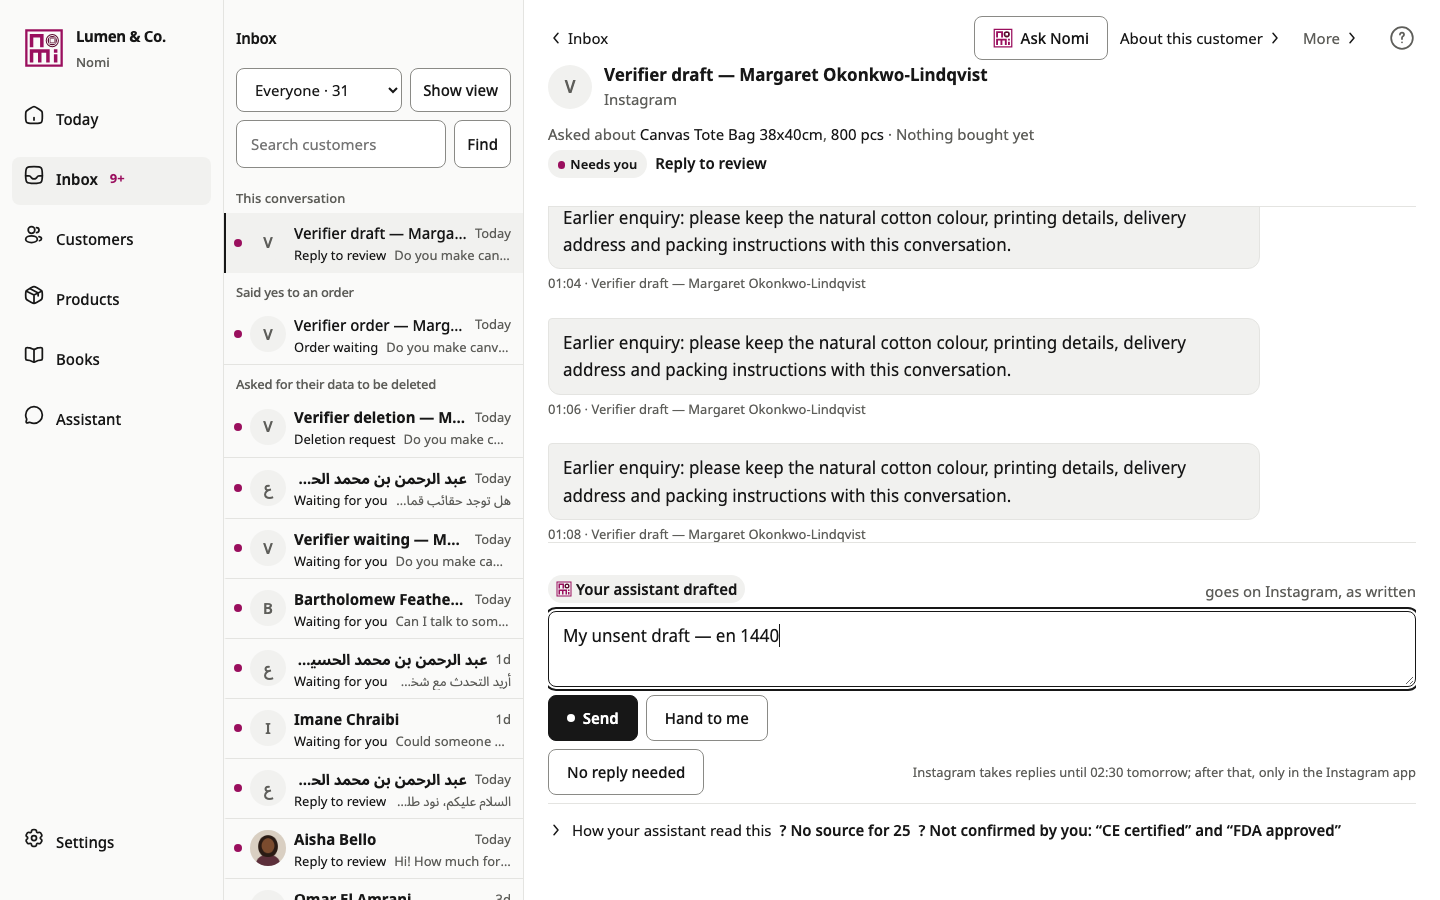 Lumen & Co.
Nomi
Today
Inbox 9+
Customers
Products
Books
Assistant
Settings
Inbox
Everyone · 31
Show view
Search customers
Find
This conversation
V
Verifier draft — Marga... Today
Reply to review Do you make can...
Said yes to an order
V
Verifier order — Marg... Today
Order waiting Do you make canv...
Asked for their data to be deleted
V
Verifier deletion — M... Today
Deletion request Do you make c...
ع
عبد الرحمن بن محمد الحـ... Today
Waiting for you هل توجد حقائب قما...
V
Verifier waiting — M... Today
Waiting for you Do you make ca...
B
Bartholomew Feathe... Today
Waiting for you Can I talk to som...
ع
عبد الرحمن بن محمد الحسيـ... 1d
Waiting for you أريد التحدث مع شخـ...
I
Imane Chraibi 1d
Waiting for you Could someone ...
ع
عبد الرحمن بن محمد الحـ... Today
Reply to review السلام عليكم، نود طلـ...
Aisha Bello Today
Reply to review Hi! How much for...
Omar El Amrani 3d
Inbox
nomi Ask Nomi
About this customer
More
?
V
Verifier draft — Margaret Okonkwo-Lindqvist
Instagram
Asked about Canvas Tote Bag 38x40cm, 800 pcs · Nothing bought yet
Needs you Reply to review
Earlier enquiry: please keep the natural cotton colour, printing details, delivery
address and packing instructions with this conversation.
01:04 · Verifier draft — Margaret Okonkwo-Lindqvist
Earlier enquiry: please keep the natural cotton colour, printing details, delivery
address and packing instructions with this conversation.
01:06 · Verifier draft — Margaret Okonkwo-Lindqvist
Earlier enquiry: please keep the natural cotton colour, printing details, delivery
address and packing instructions with this conversation.
01:08 · Verifier draft — Margaret Okonkwo-Lindqvist
Your assistant drafted
goes on Instagram, as written
My unsent draft — en 1440
Send
Hand to me
No reply needed
Instagram takes replies until 02:30 tomorrow; after that, only in the Instagram app
How your assistant read this ? No source for 25 ? Not confirmed by you: “CE certified” and “FDA approved”